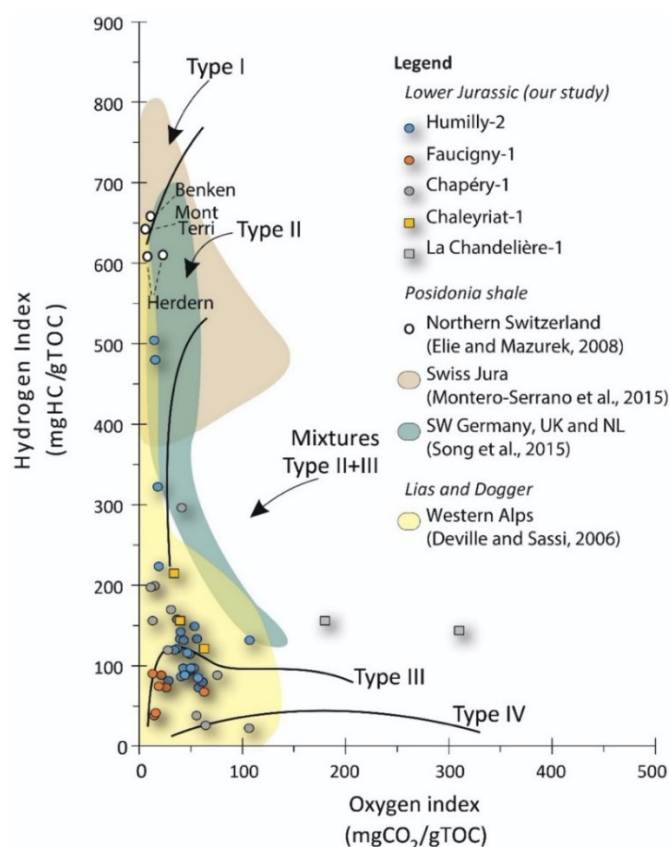 900
800
700
600
500
400
300
200
100
0
Hydrogen Index
(mgHC/gTOC)
Type I
Benken
Mont
Terri
Type II
Herdern
Mixtures
Type II+III
Type III
Type IV
0
100
200
300
400
500
Oxygen index
(mgCO₂/gTOC)
Legend
Lower Jurassic (our study)
Humilly-2
Faucigny-1
Chapéry-1
Chaleyriat-1
La Chandelière-1
Posidonia shale
Northern Switzerland
(Elie and Mazurek, 2008)
Swiss Jura
(Montero-Serrano et al., 2015)
SW Germany, UK and NL
(Song et al., 2015)
Lias and Dogger
Western Alps
(Deville and Sassi, 2006)